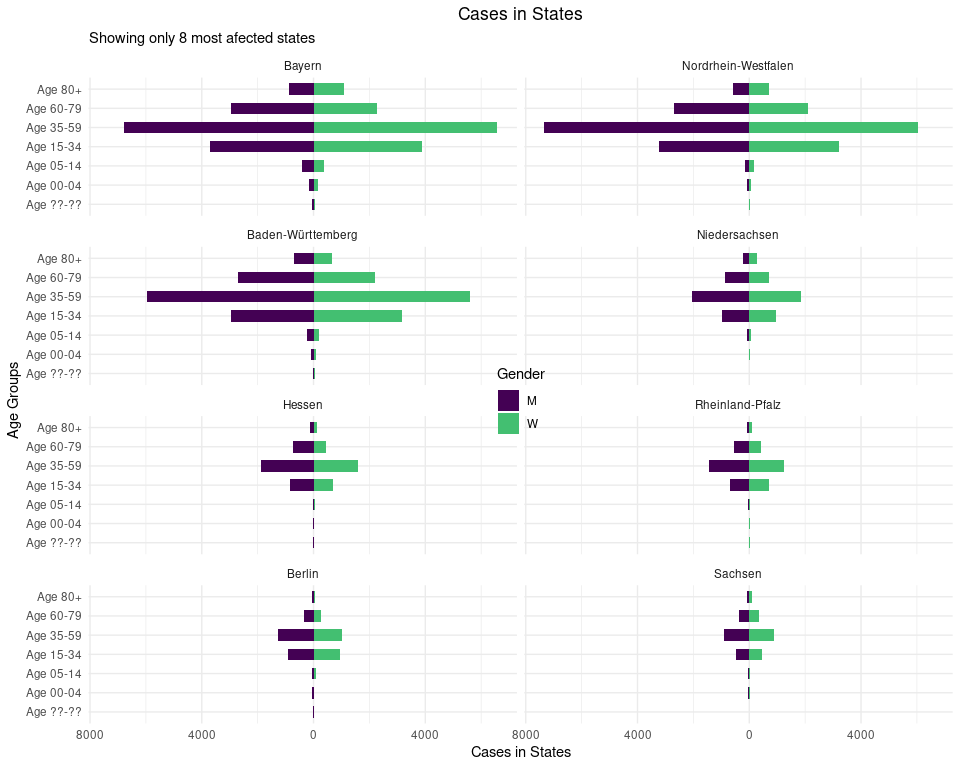 Cases in States
Showing only 8 most afected states
Bayern
Nordrhein-Westfalen
Age 80+
Age 60-79
Age 35-59
Age 15-34
Age 05-14
Age 00-04
Age ??-??
Baden-Württemberg
Niedersachsen
Age 80+
Age 60-79
Age 35-59
Age 15-34
Age 05-14
Age 00-04
Age ??-??
Age Groups
Gender
M
W
Hessen
Rheinland-Pfalz
Age 80+
Age 60-79
Age 35-59
Age 15-34
Age 05-14
Age 00-04
Age ??-??
Berlin
Sachsen
Age 80+
Age 60-79
Age 35-59
Age 15-34
Age 05-14
Age 00-04
Age ??-??
8000 4000 0 4000 8000 4000 0 4000
Cases in States